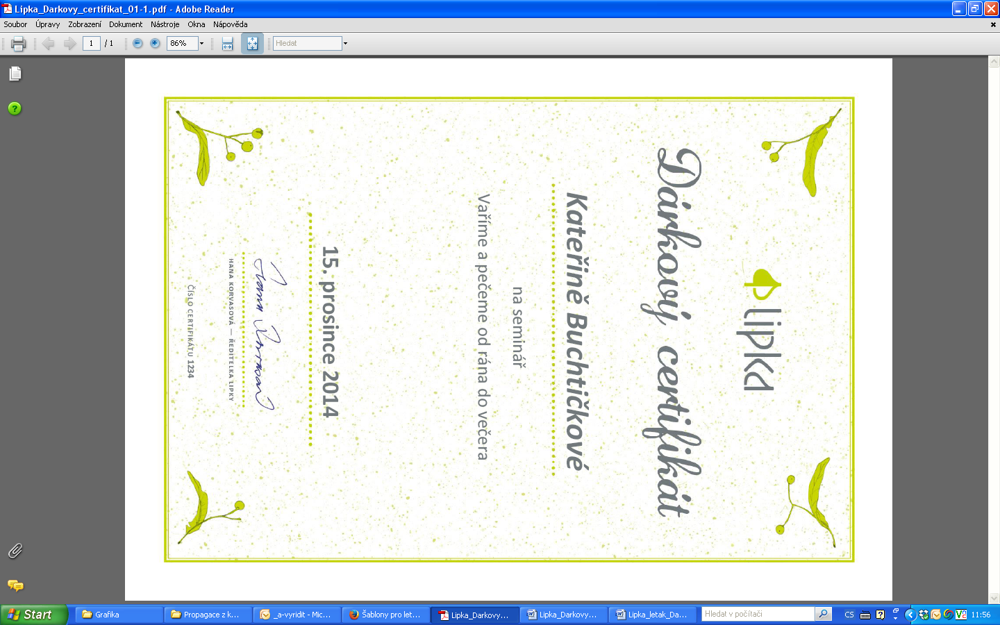 Lipka_Darkovy_certifikat_01-1.pdf - Adobe Reader
Soubor Úpravy Zobrazení Dokument Nástroje Okna Nápověda
1 / 1 86% Hledat
lipka
Dárkový certifikát
Kateřině Buchtičkové
na seminář
Vaříme a pečeme od rána do večera
15. prosince 2014
HANA KORVASOVÁ — ŘEDITELKA LIPKY
ČÍSLO CERTIFIKÁTU 1234
Start Grafika Propagace z k... _a-vyridit - Mic... Šablony pro let... Lipka_Darkovy... Lipka_Darkovy... Lipka_letak_Da... Hledat v počítači CS 11:56